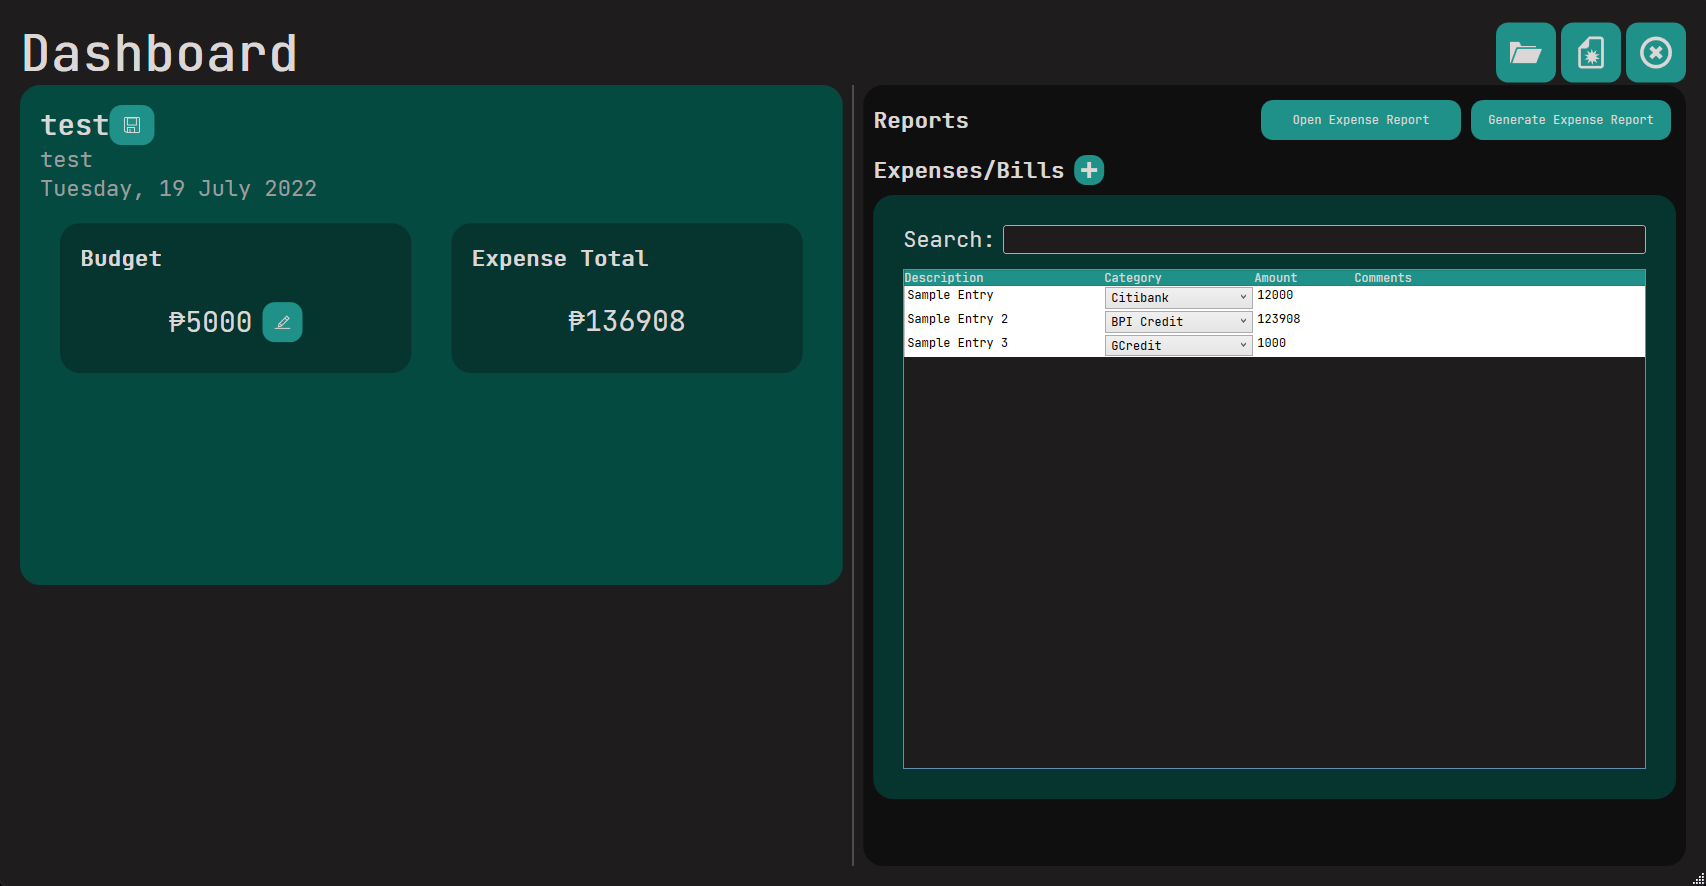 Dashboard
test
test
Tuesday, 19 July 2022
Budget
₱5000
Expense Total
₱136908
Reports
Open Expense Report
Generate Expense Report
Expenses/Bills
Search:
Description Category Amount Comments
Sample Entry Citibank 12000
Sample Entry 2 BPI Credit 123908
Sample Entry 3 GCredit 1000